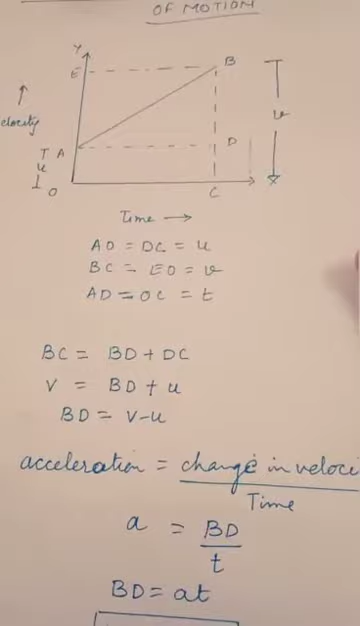 OF MOTION
Y
E
B
v
elocity
T A
u
D
O
C
Time →
AO = DC = u
BC = EO = v
AD = OC = t
BC = BD + DC
V = BD + u
BD = V-u
acceleration = change in veloci
Time
a = BD
t
BD = at